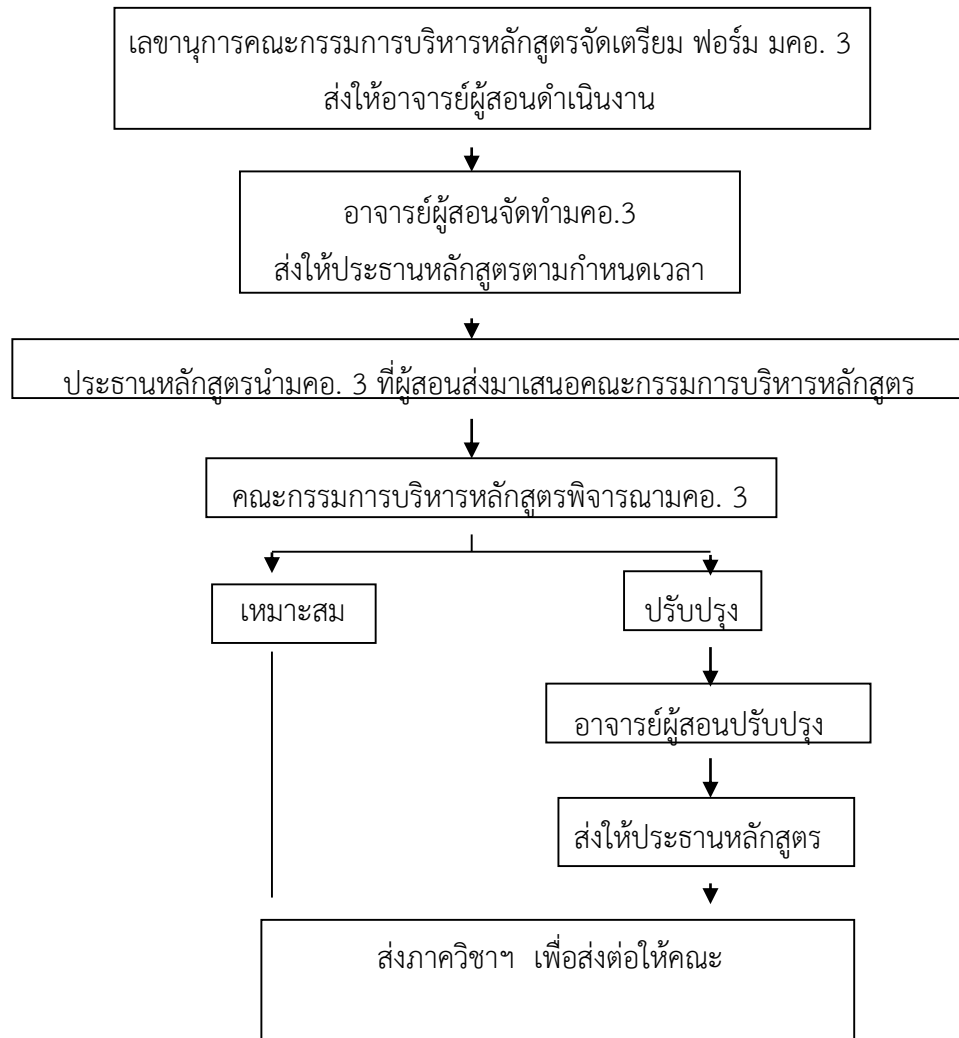 เลขานุการคณะกรรมการบริหารหลักสูตรจัดเตรียม ฟอร์ม มคอ. 3
ส่งให้อาจารย์ผู้สอนดำเนินงาน
อาจารย์ผู้สอนจัดทำมคอ.3
ส่งให้ประธานหลักสูตรตามกำหนดเวลา
ประธานหลักสูตรนำมคอ. 3 ที่ผู้สอนส่งมาเสนอคณะกรรมการบริหารหลักสูตร
คณะกรรมการบริหารหลักสูตรพิจารณามคอ. 3
เหมาะสม
ปรับปรุง
อาจารย์ผู้สอนปรับปรุง
ส่งให้ประธานหลักสูตร
ส่งภาควิชาฯ เพื่อส่งต่อให้คณะ